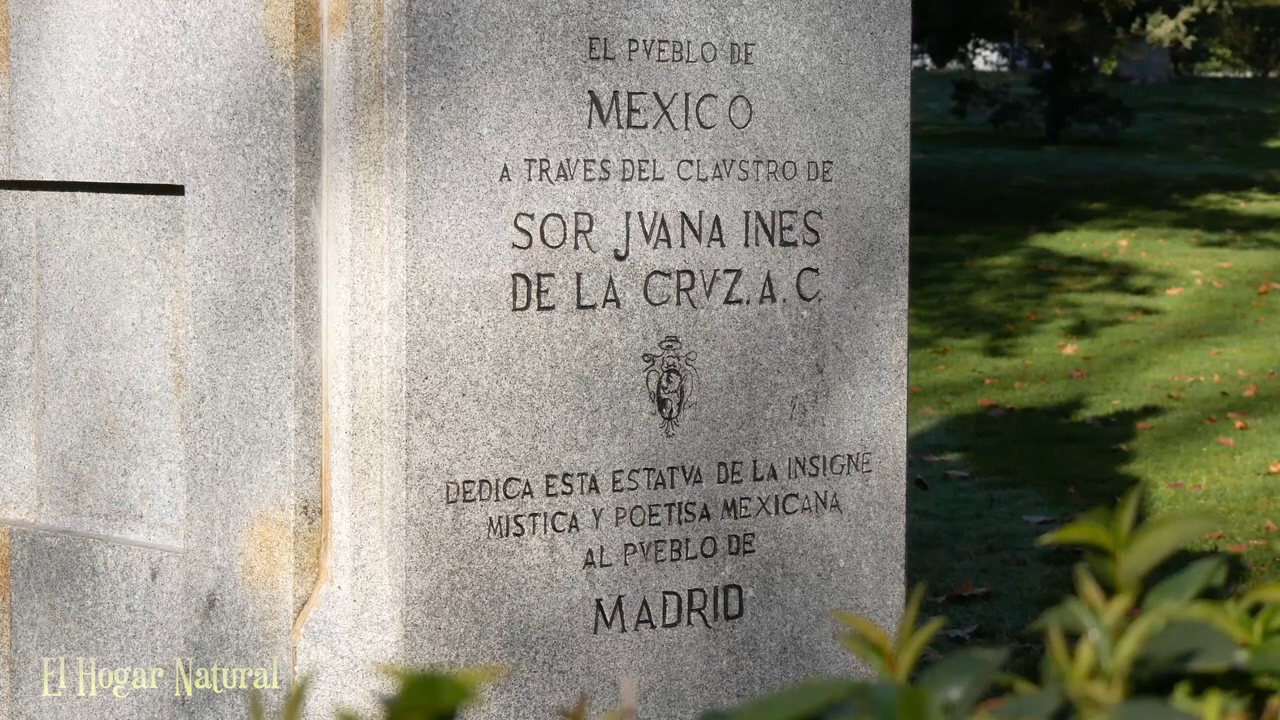 EL PVEBLO DE
MEXICO
A TRAVES DEL CLAVSTRO DE
SOR JVANA INES
DE LA CRVZ. A. C.
DEDICA ESTA ESTATVA DE LA INSIGNE
MISTICA Y POETISA MEXICANA
AL PVEBLO DE
MADRID
El Hogar Natural